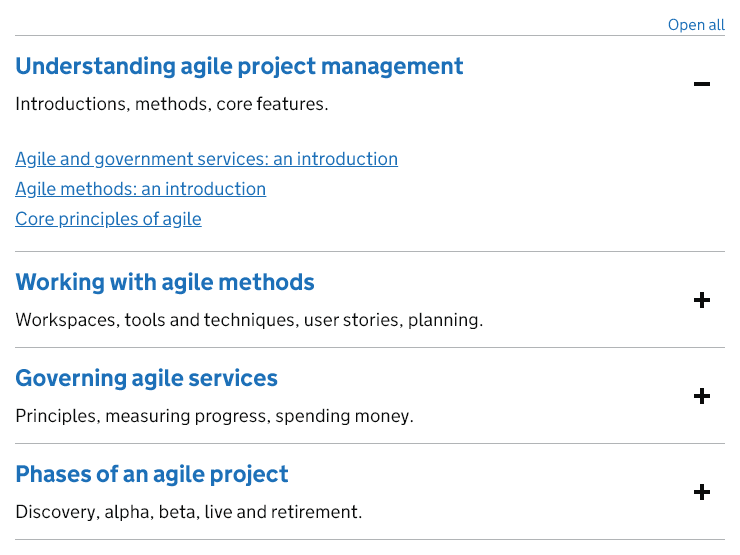 Open all
Understanding agile project management
Introductions, methods, core features.
Agile and government services: an introduction
Agile methods: an introduction
Core principles of agile
Working with agile methods
Workspaces, tools and techniques, user stories, planning.
Governing agile services
Principles, measuring progress, spending money.
Phases of an agile project
Discovery, alpha, beta, live and retirement.